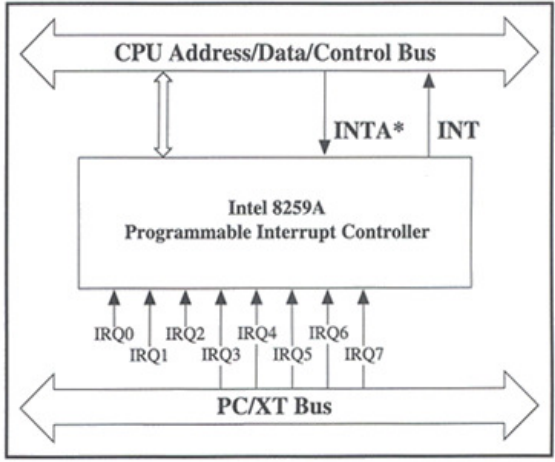 CPU Address/Data/Control Bus
INTA* INT
Intel 8259A
Programmable Interrupt Controller
IRQ0 IRQ2 IRQ4 IRQ6
IRQ1 IRQ3 IRQ5 IRQ7
PC/XT Bus